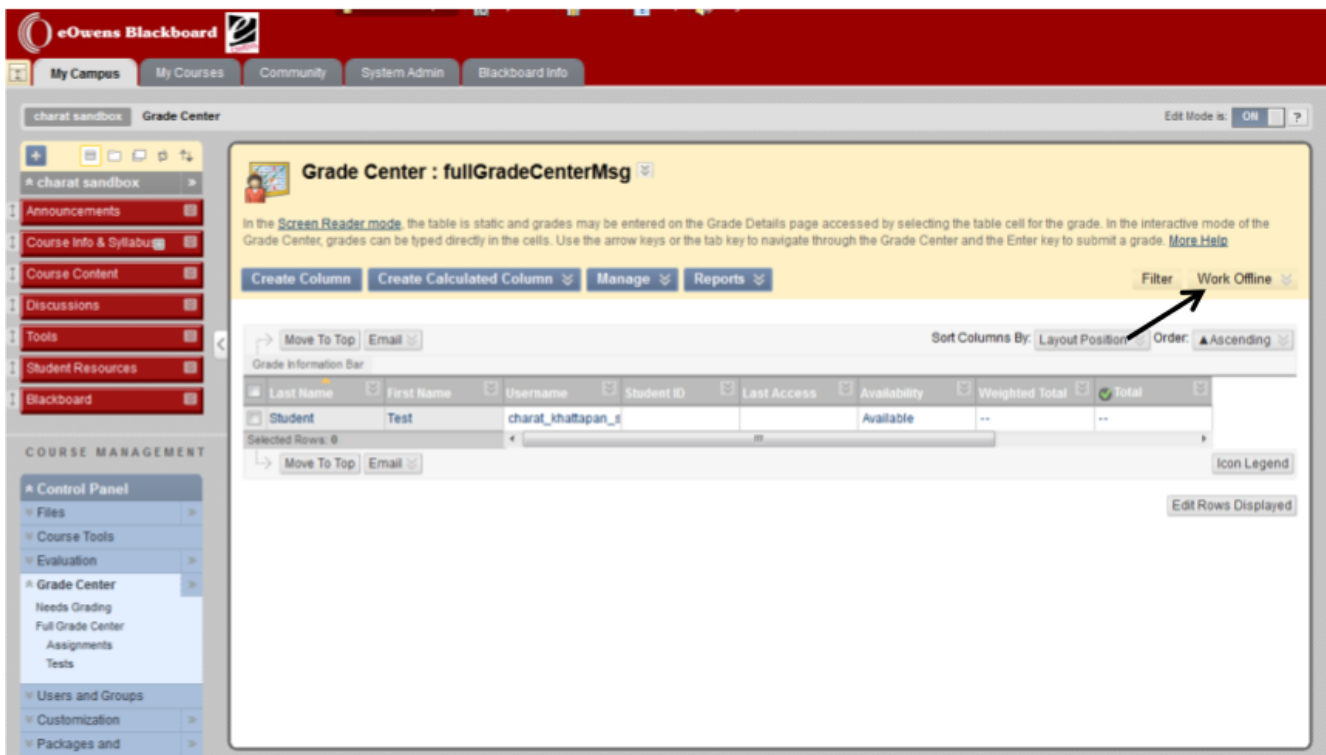 eOwens Blackboard
My Campus My Courses Community System Admin Blackboard Info
charat sandbox Grade Center Edit Mode is: ON ?
charat sandbox
Announcements
Course Info & Syllabus
Course Content
Discussions
Tools
Student Resources
Blackboard
COURSE MANAGEMENT
Control Panel
Files
Course Tools
Evaluation
Grade Center
Needs Grading
Full Grade Center
Assignments
Tests
Users and Groups
Customization
Packages and
Grade Center : fullGradeCenterMsg
In the Screen Reader mode, the table is static and grades may be entered on the Grade Details page accessed by selecting the table cell for the grade. In the interactive mode of the
Grade Center, grades can be typed directly in the cells. Use the arrow keys or the tab key to navigate through the Grade Center and the Enter key to submit a grade. More Help
Create Column Create Calculated Column Manage Reports Filter Work Offline
Move To Top Email Sort Columns By: Layout Position Order: ▲Ascending
Grade Information Bar
Last Name First Name Username Student ID Last Access Availability Weighted Total Total
Student Test charat_khattapan_s Available -- --
Selected Rows: 0
Move To Top Email Icon Legend
Edit Rows Displayed